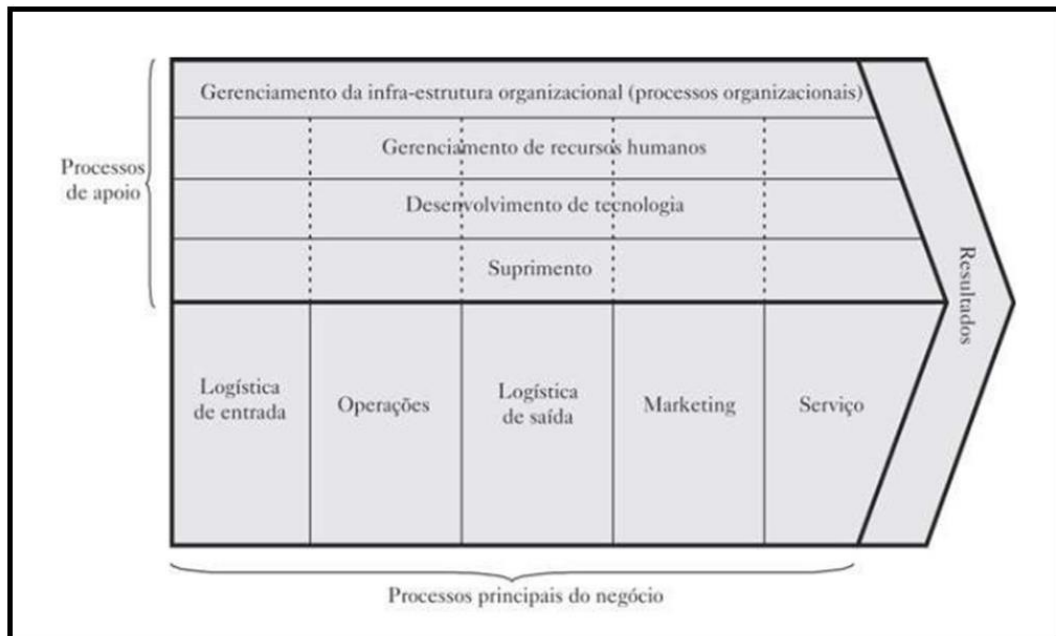 Gerenciamento da infra-estrutura organizacional (processos organizacionais)
Gerenciamento de recursos humanos
Processos
de apoio
Desenvolvimento de tecnologia
Suprimento
Resultados
Logística
de entrada
Operações
Logística
de saída
Marketing
Serviço
Processos principais do negócio